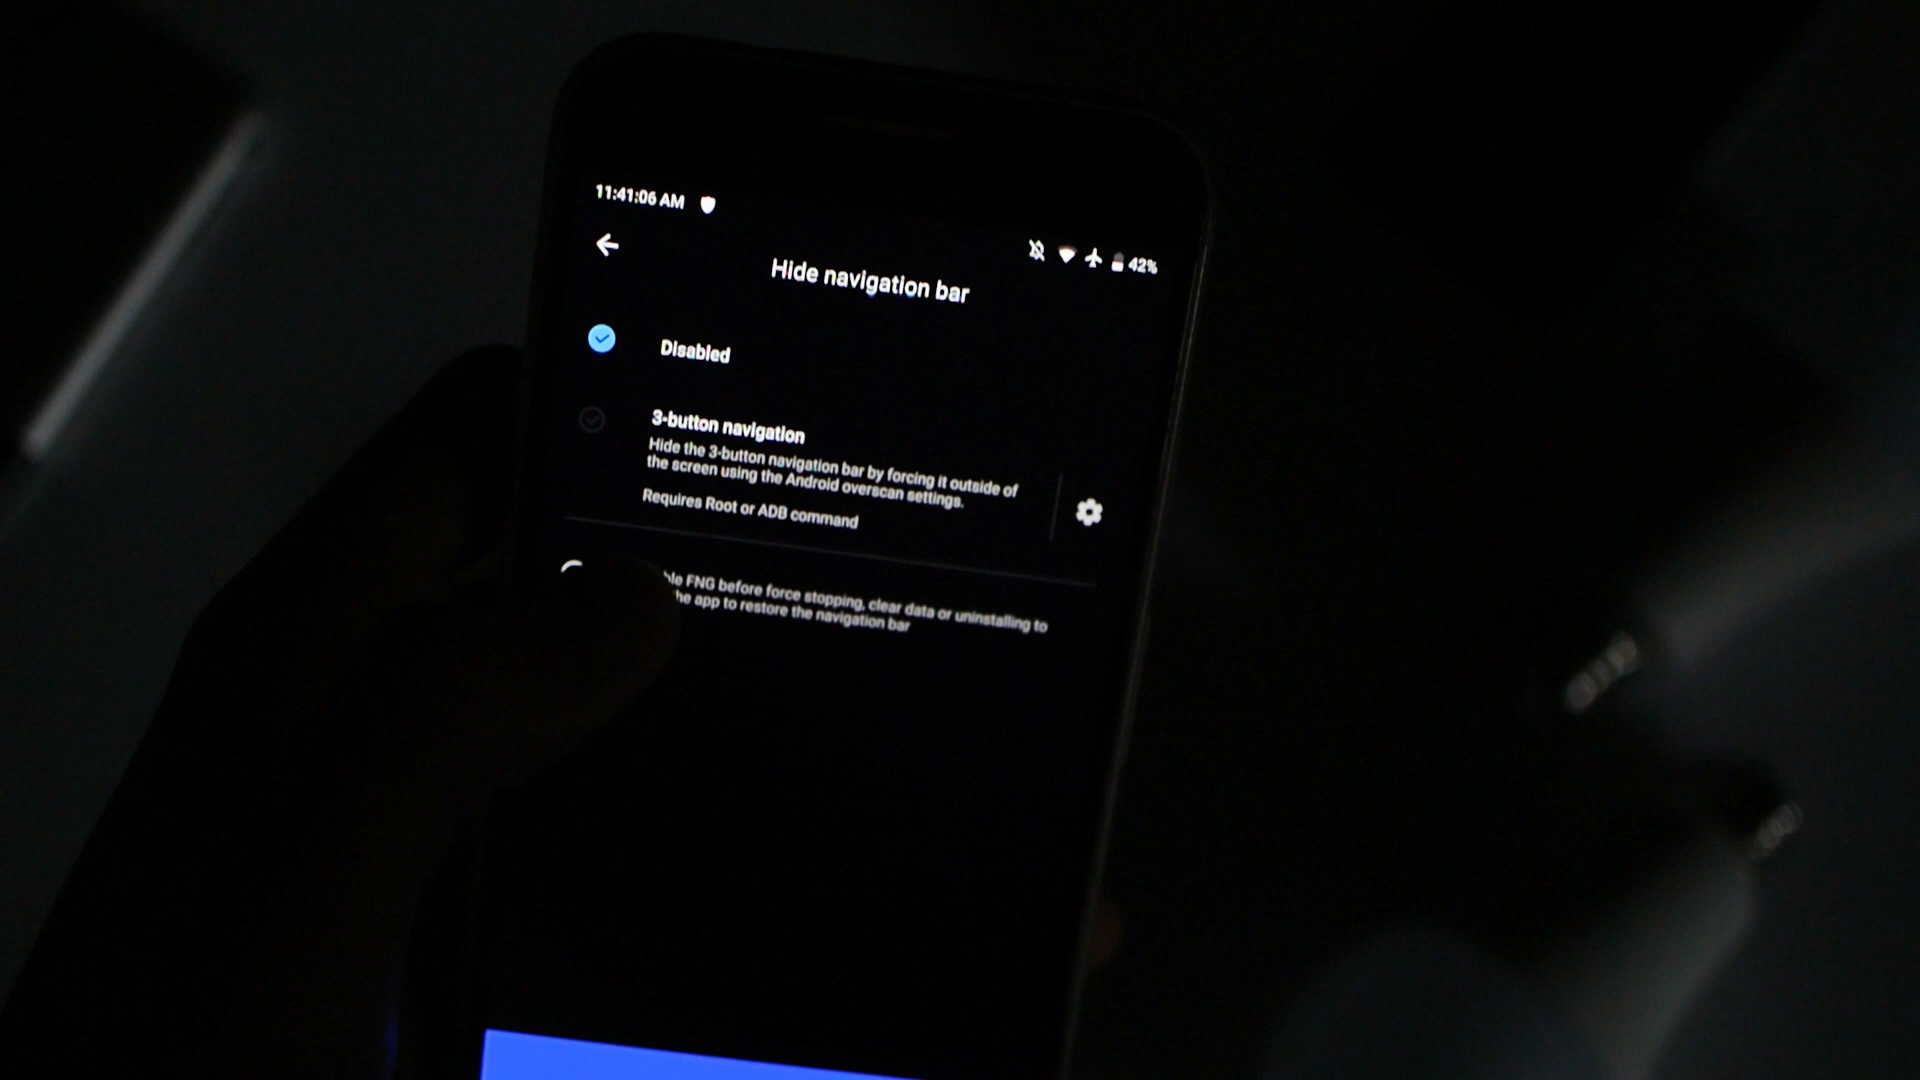 11:41:06 AM
42%
Hide navigation bar
Disabled
3-button navigation
Hide the 3-button navigation bar by forcing it outside of
the screen using the Android overscan settings.
Requires Root or ADB command
FNG before force stopping, clear data or uninstalling to
app to restore the navigation bar